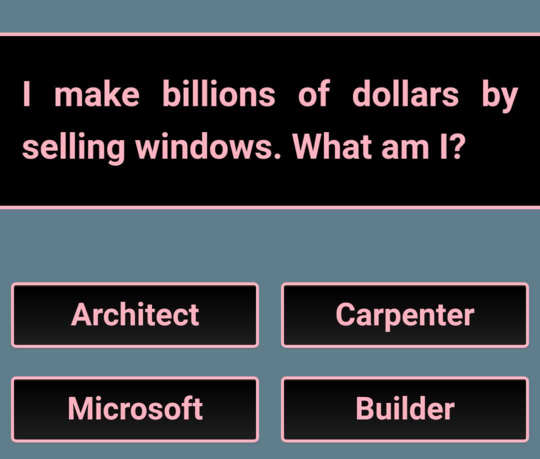 I make billions of dollars by
selling windows. What am I?
Architect
Carpenter
Microsoft
Builder